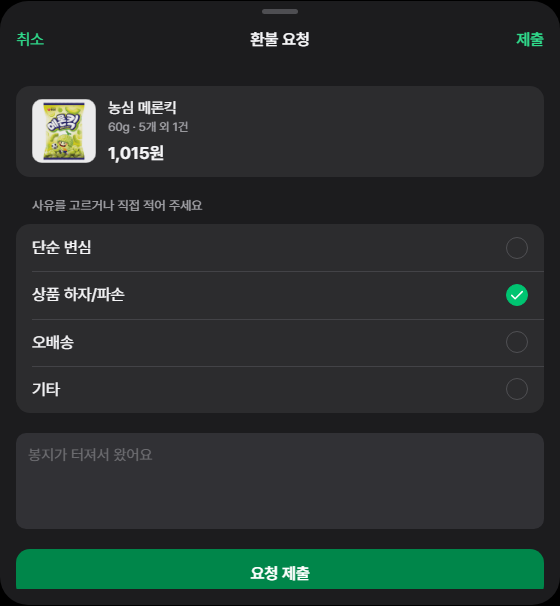 취소
환불 요청
제출
메론킥
농심 메론킥
60g · 5개 외 1건
1,015원
사유를 고르거나 직접 적어 주세요
단순 변심
상품 하자/파손
오배송
기타
봉지가 터져서 왔어요
요청 제출